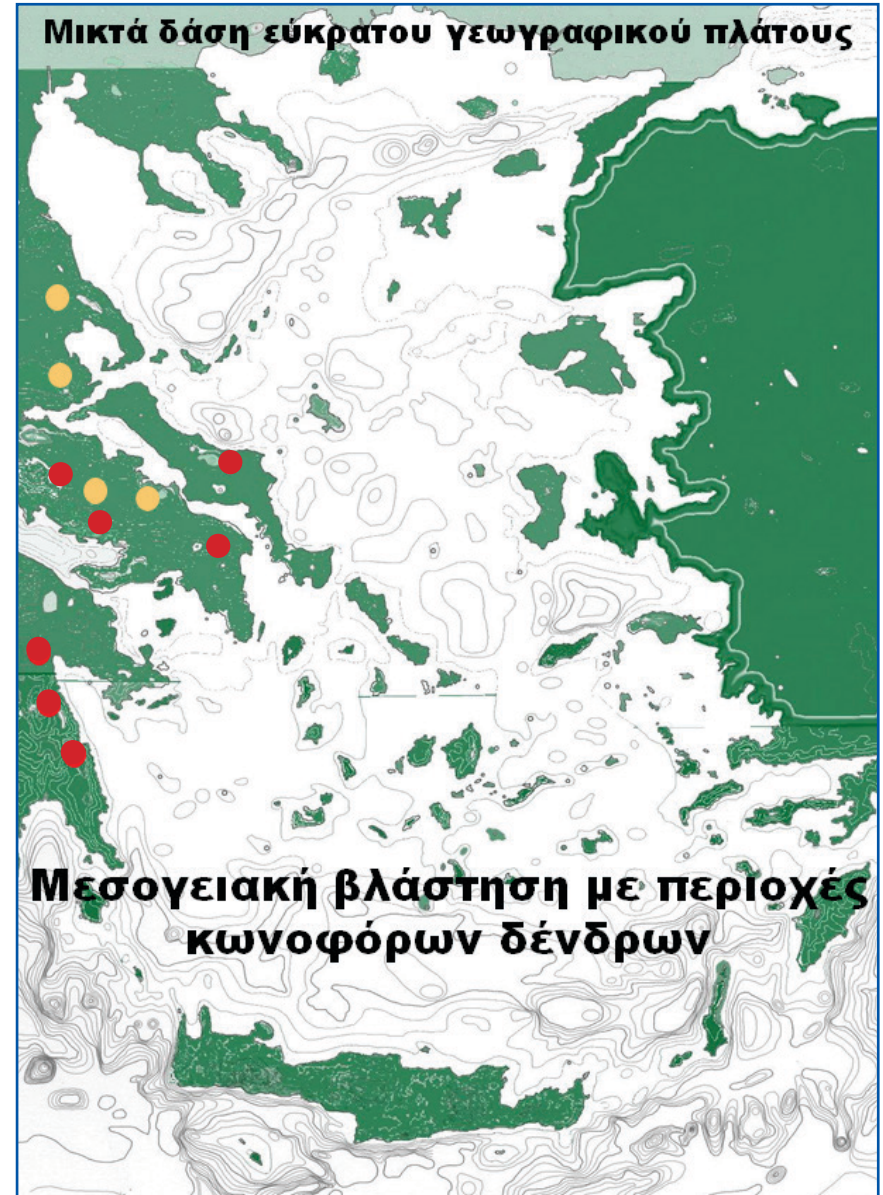 Μικτά δάση εύκρατου γεωγραφικού πλάτους
Μεσογειακή βλάστηση με περιοχές
κωνοφόρων δένδρων